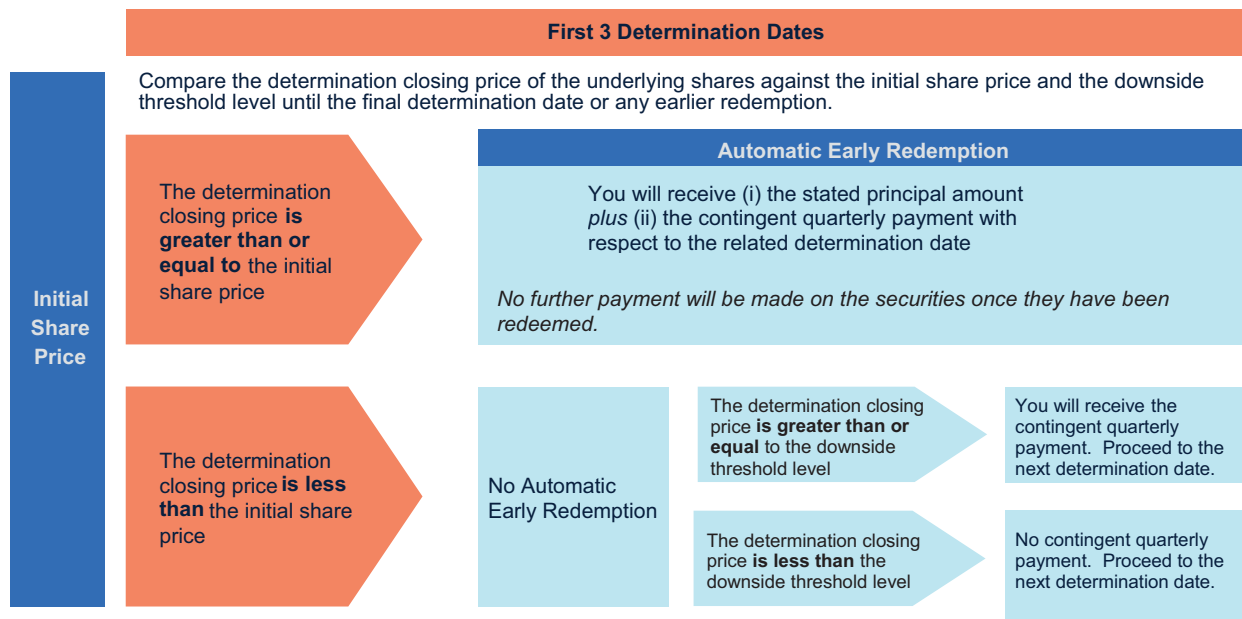 First 3 Determination Dates
Compare the determination closing price of the underlying shares against the initial share price and the downside
threshold level until the final determination date or any earlier redemption.
Initial
Share
Price
The determination
closing price is
greater than or
equal to the initial
share price
Automatic Early Redemption
You will receive (i) the stated principal amount
plus (ii) the contingent quarterly payment with
respect to the related determination date
No further payment will be made on the securities once they have been
redeemed.
The determination
closing price is less
than the initial share
price
No Automatic
Early Redemption
The determination closing
price is greater than or
equal to the downside
threshold level
You will receive the
contingent quarterly
payment.  Proceed to the
next determination date.
The determination closing
price is less than the
downside threshold level
No contingent quarterly
payment.  Proceed to the
next determination date.